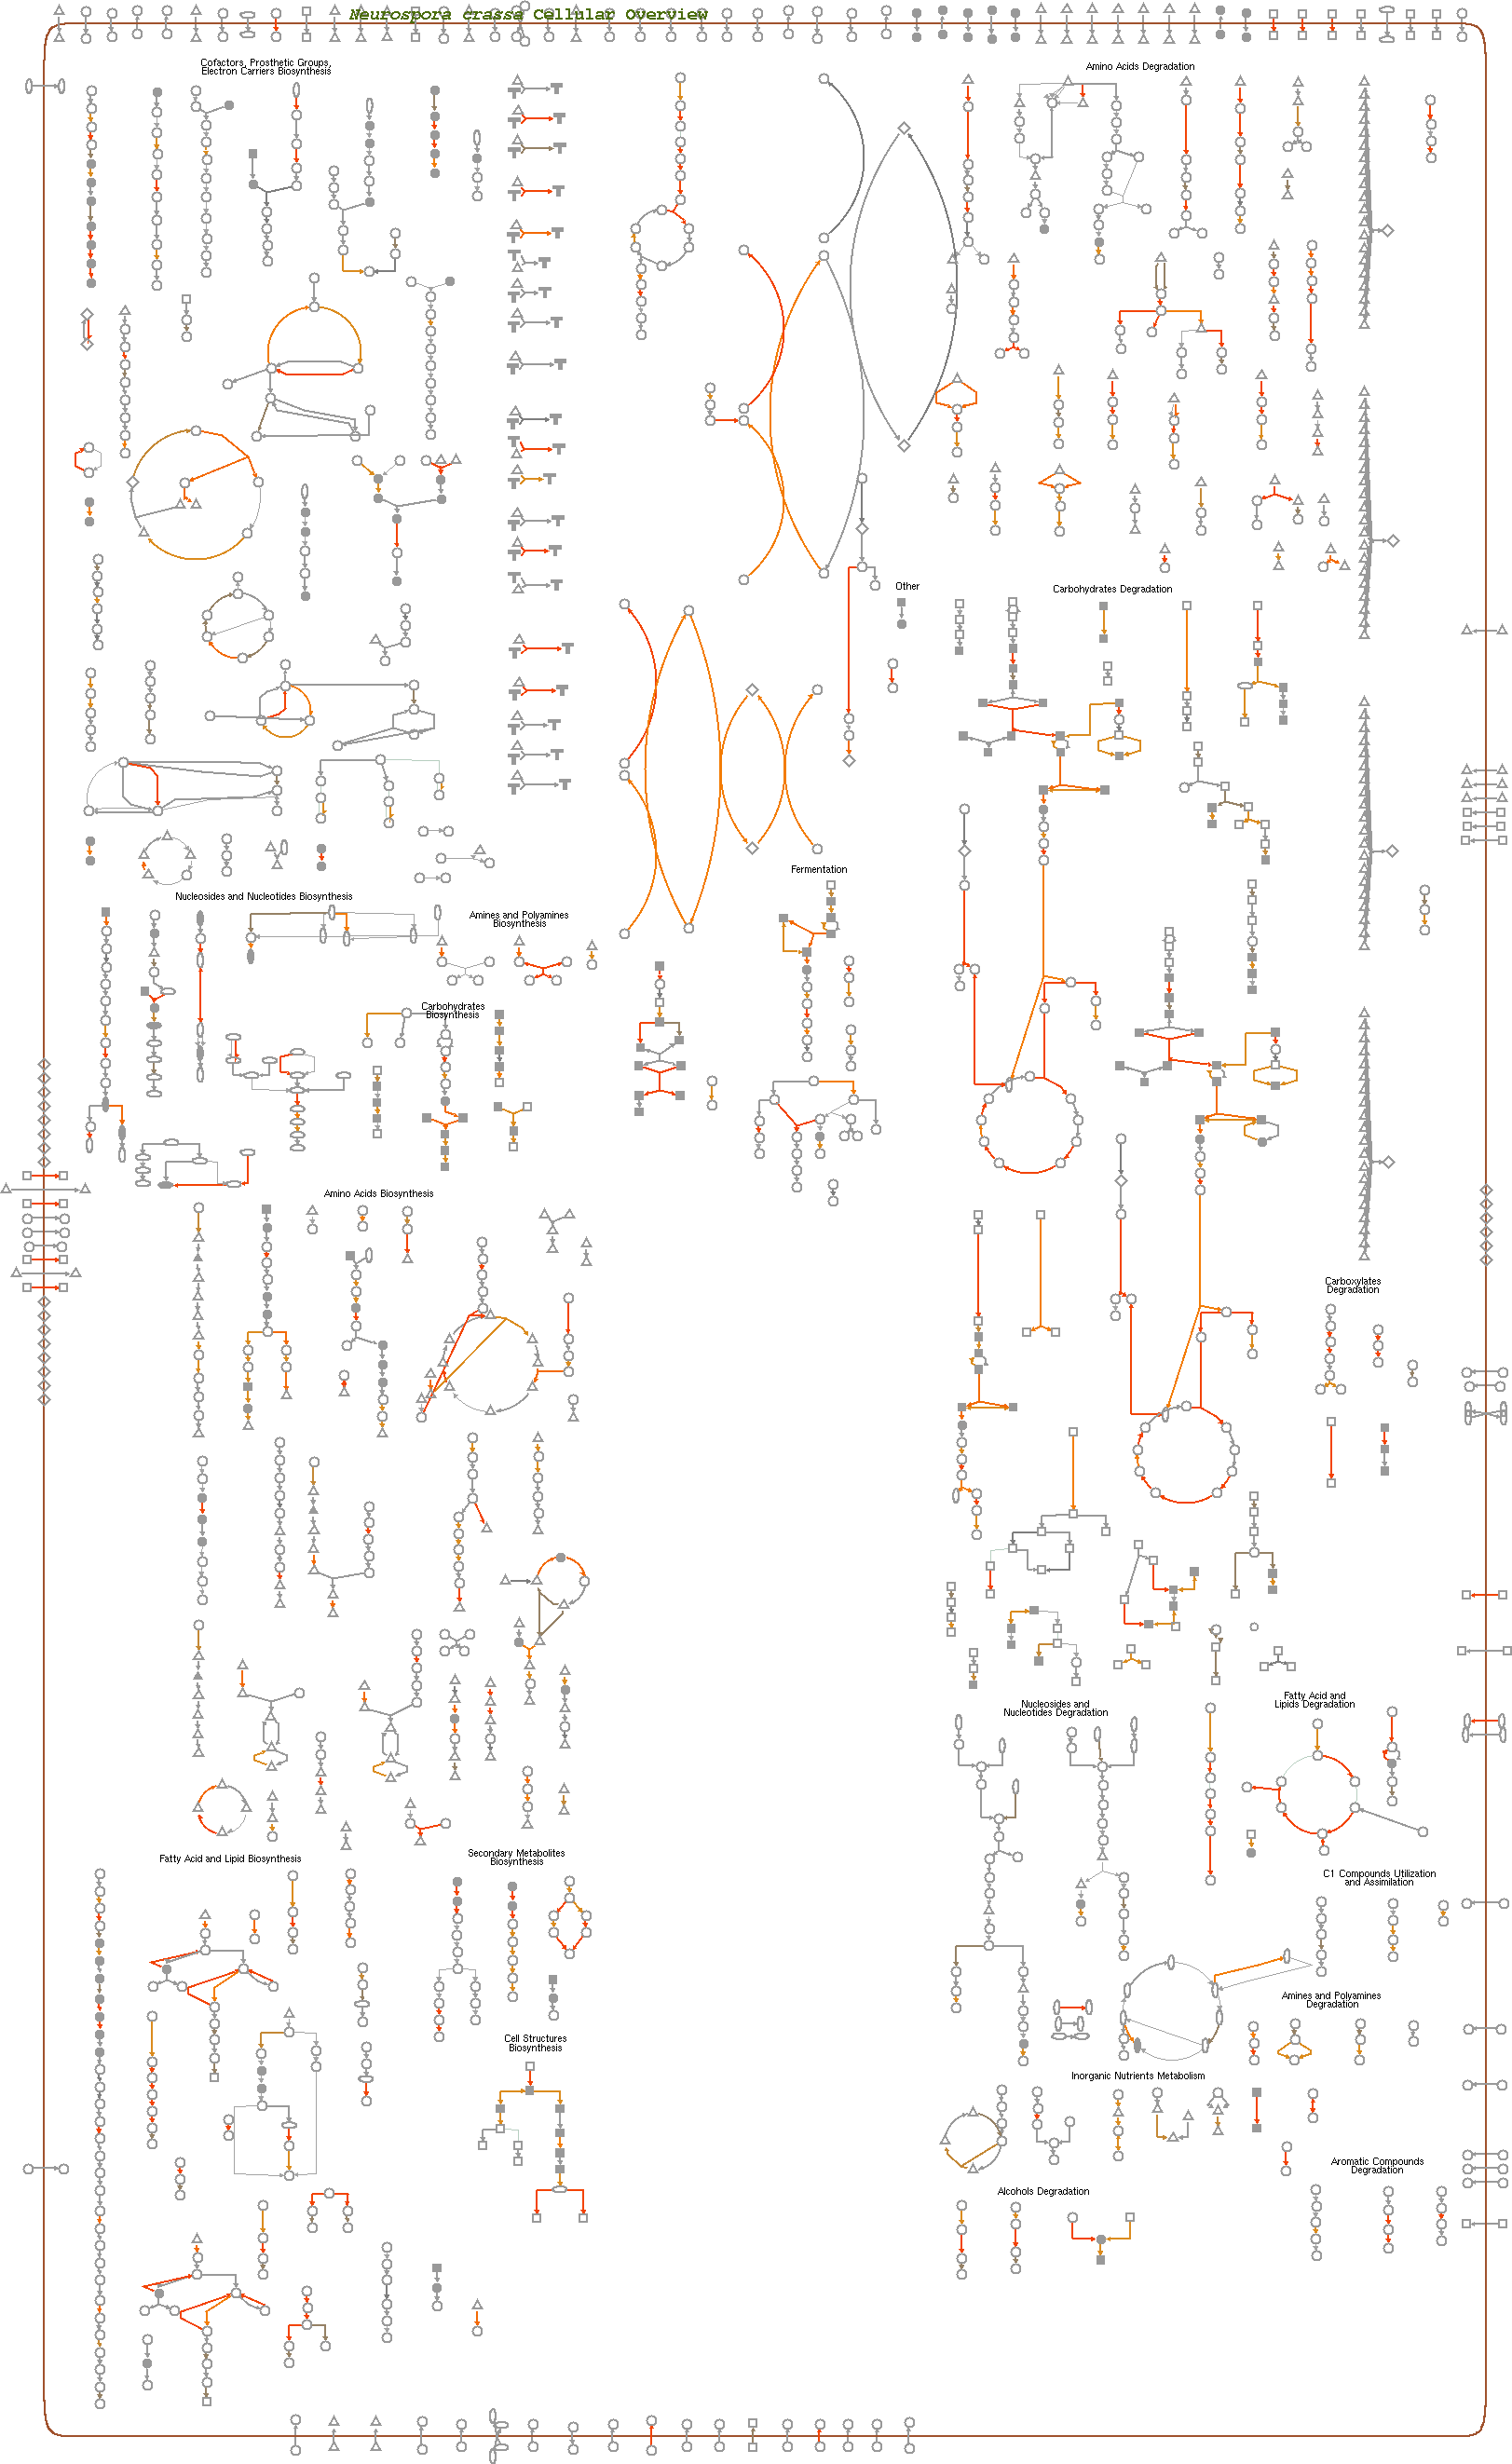 Neurospora crassa Cellular Overview
Cofactors, Prosthetic Groups,
Electron Carriers Biosynthesis
Amino Acids Degradation
Other
Carbohydrates Degradation
Fermentation
Nucleosides and Nucleotides Biosynthesis
Amines and Polyamines
Biosynthesis
Carbohydrates
Biosynthesis
Amino Acids Biosynthesis
Carboxylates
Degradation
Nucleosides and
Nucleotides Degradation
Fatty Acid and
Lipids Degradation
Fatty Acid and Lipid Biosynthesis
Secondary Metabolites
Biosynthesis
C1 Compounds Utilization
and Assimilation
Amines and Polyamines
Degradation
Cell Structures
Biosynthesis
Inorganic Nutrients Metabolism
Aromatic Compounds
Degradation
Alcohols Degradation